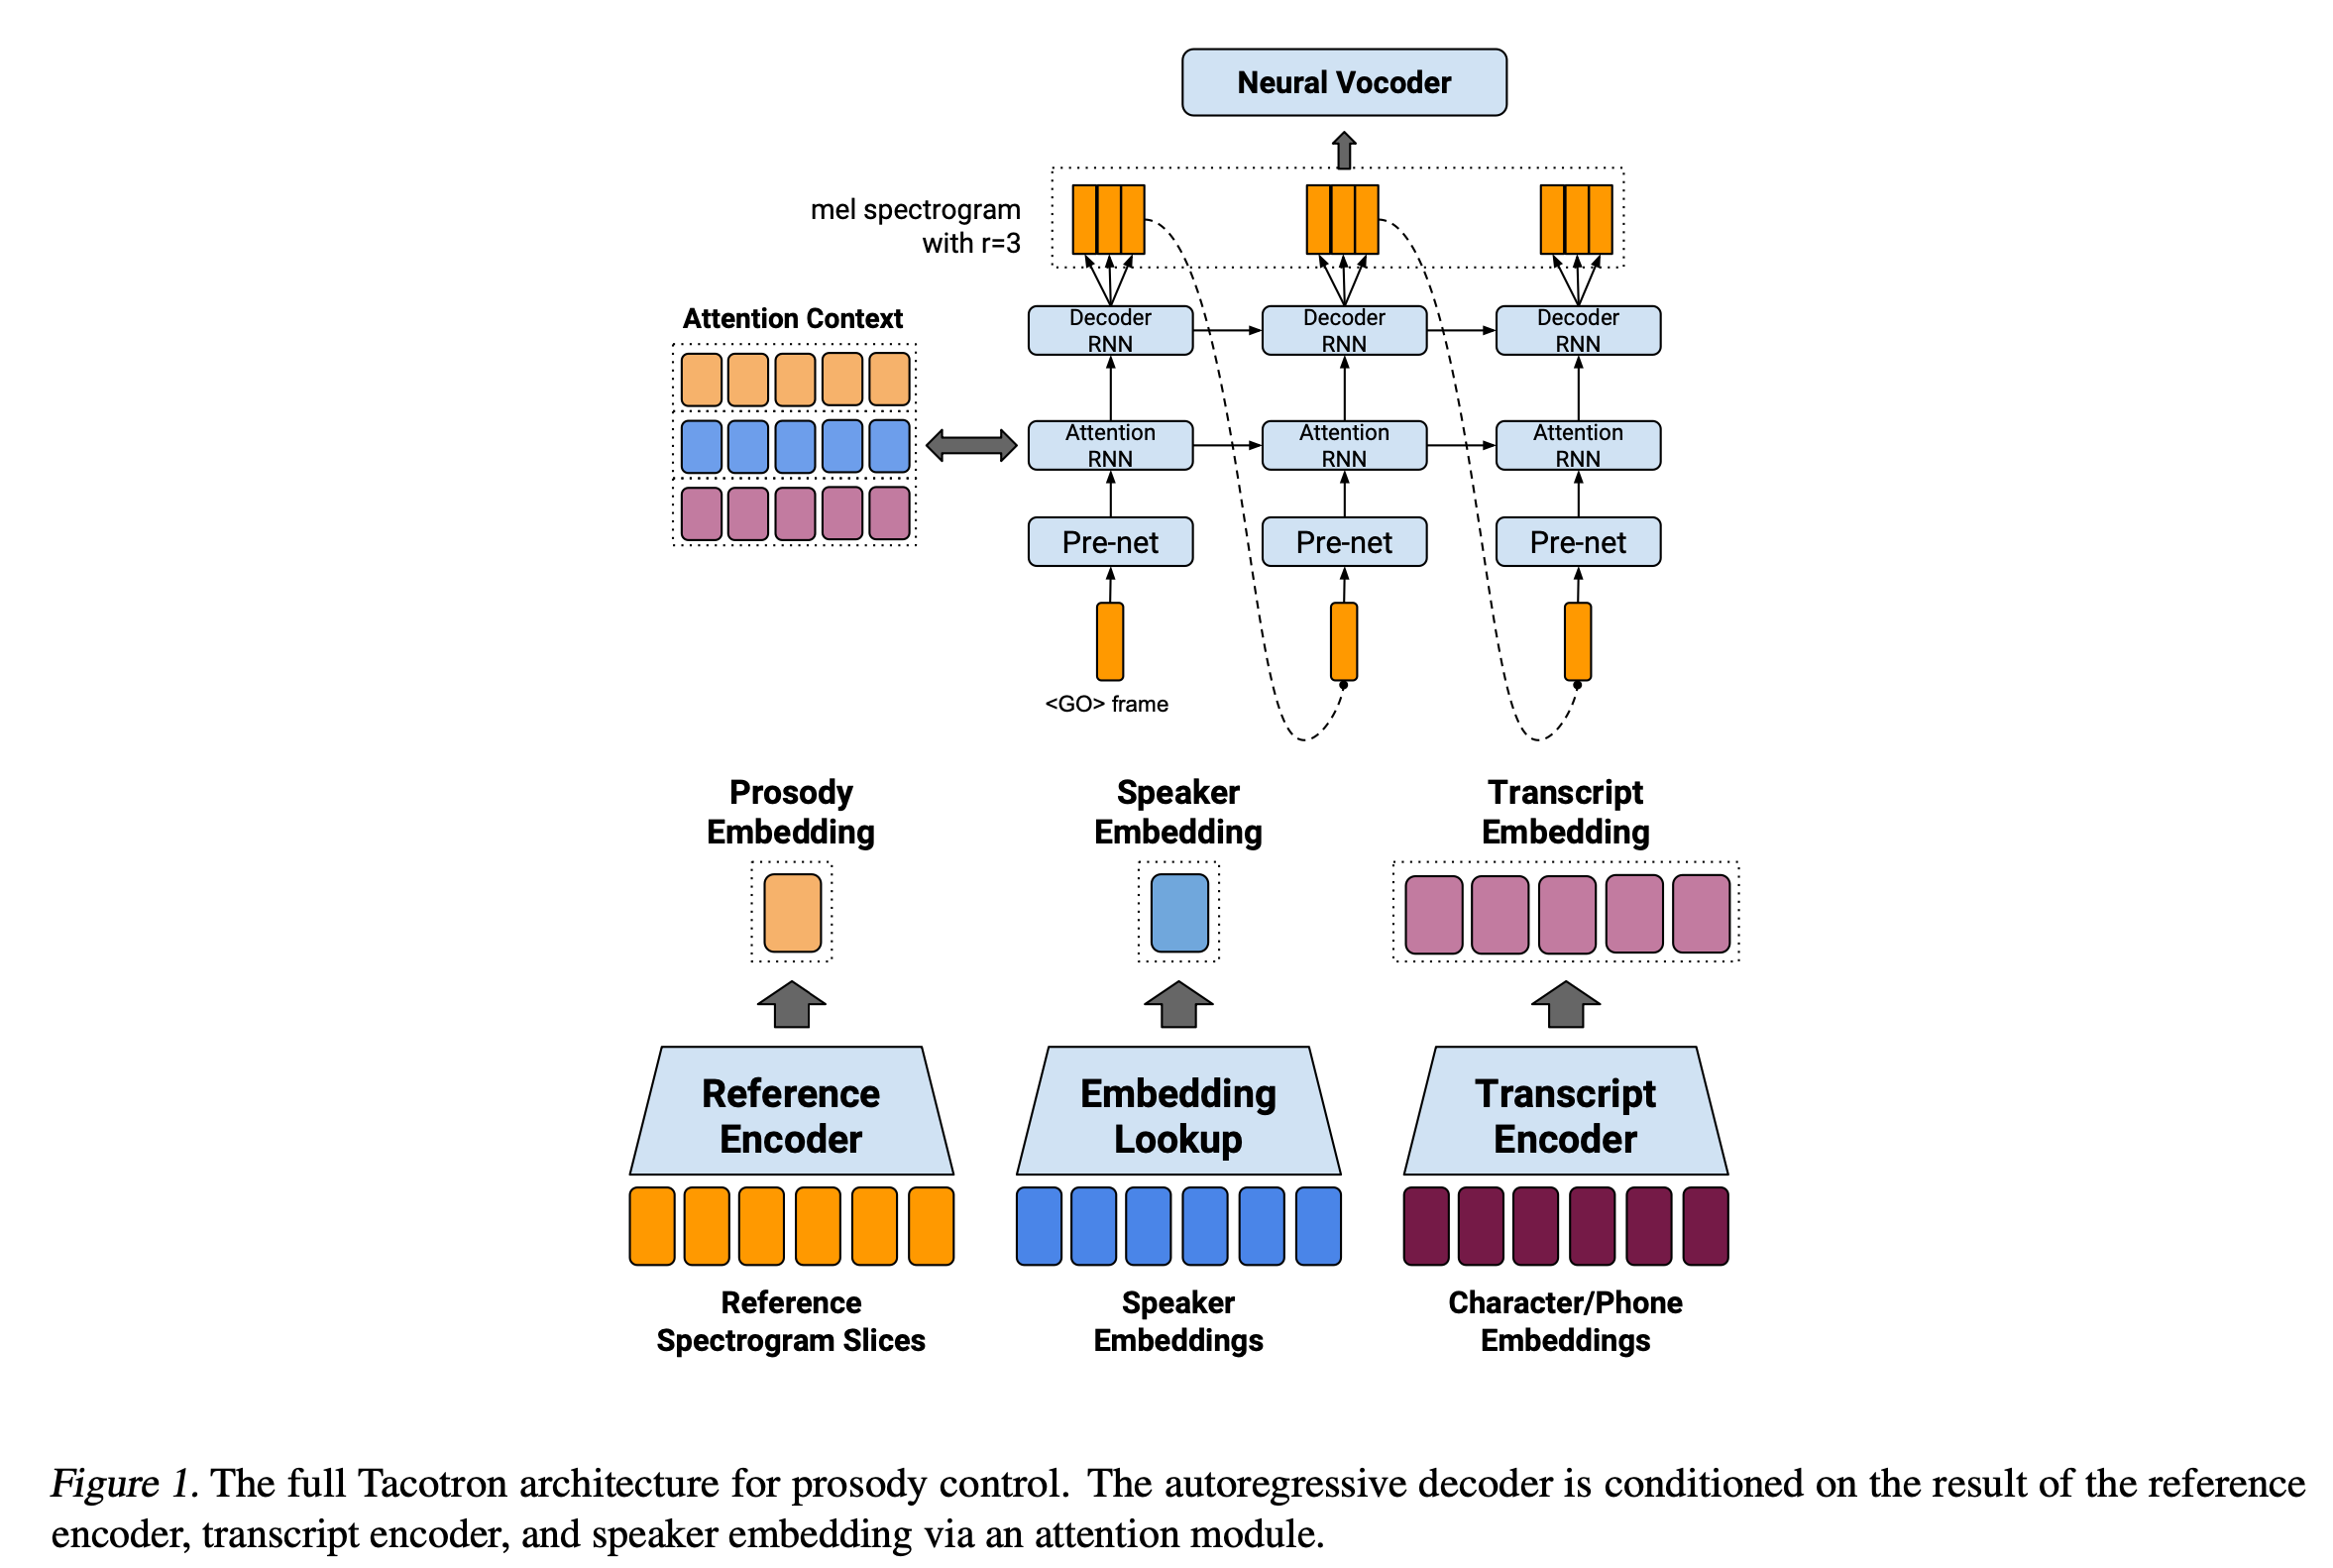 Neural Vocoder
mel spectrogram
with r=3
Attention Context
Decoder
RNN
Decoder
RNN
Decoder
RNN
Attention
RNN
Attention
RNN
Attention
RNN
Pre-net
Pre-net
Pre-net
<GO> frame
Prosody
Embedding
Speaker
Embedding
Transcript
Embedding
Reference
Encoder
Embedding
Lookup
Transcript
Encoder
Reference
Spectrogram Slices
Speaker
Embeddings
Character/Phone
Embeddings
Figure 1. The full Tacotron architecture for prosody control. The autoregressive decoder is conditioned on the result of the reference
encoder, transcript encoder, and speaker embedding via an attention module.